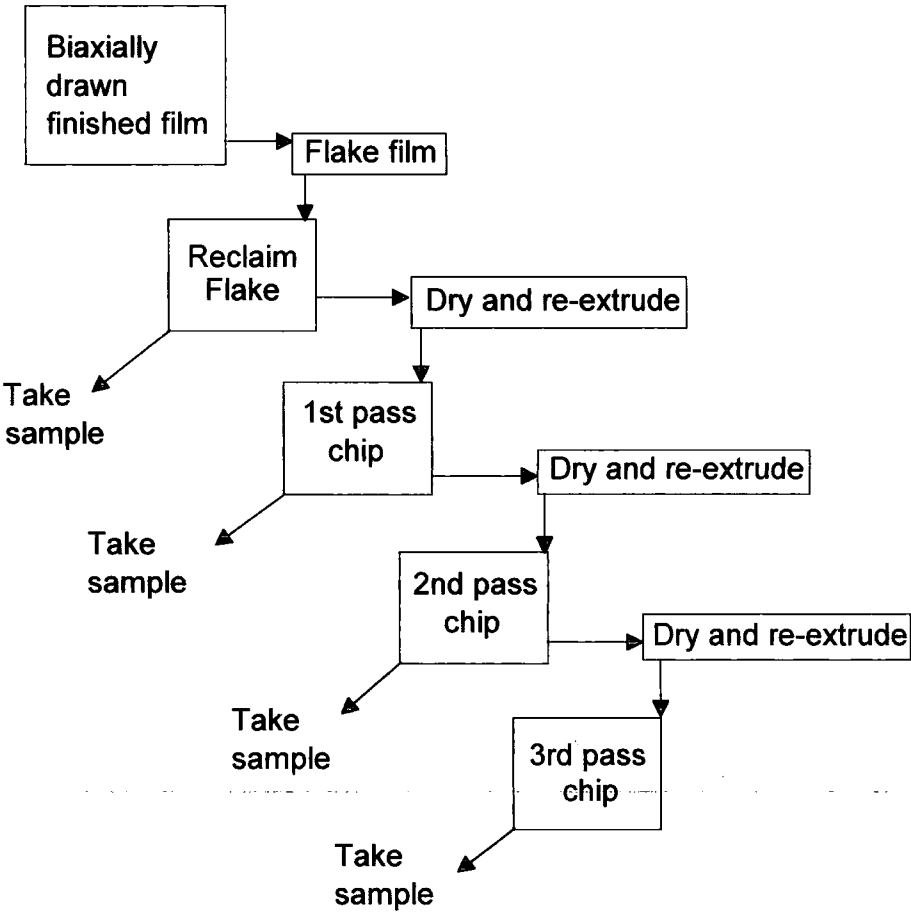 Biaxially
drawn
finished film
Flake film
Reclaim
Flake
Dry and re-extrude
Take
sample
1st pass
chip
Dry and re-extrude
Take
sample
2nd pass
chip
Dry and re-extrude
Take
sample
3rd pass
chip
Take
sample